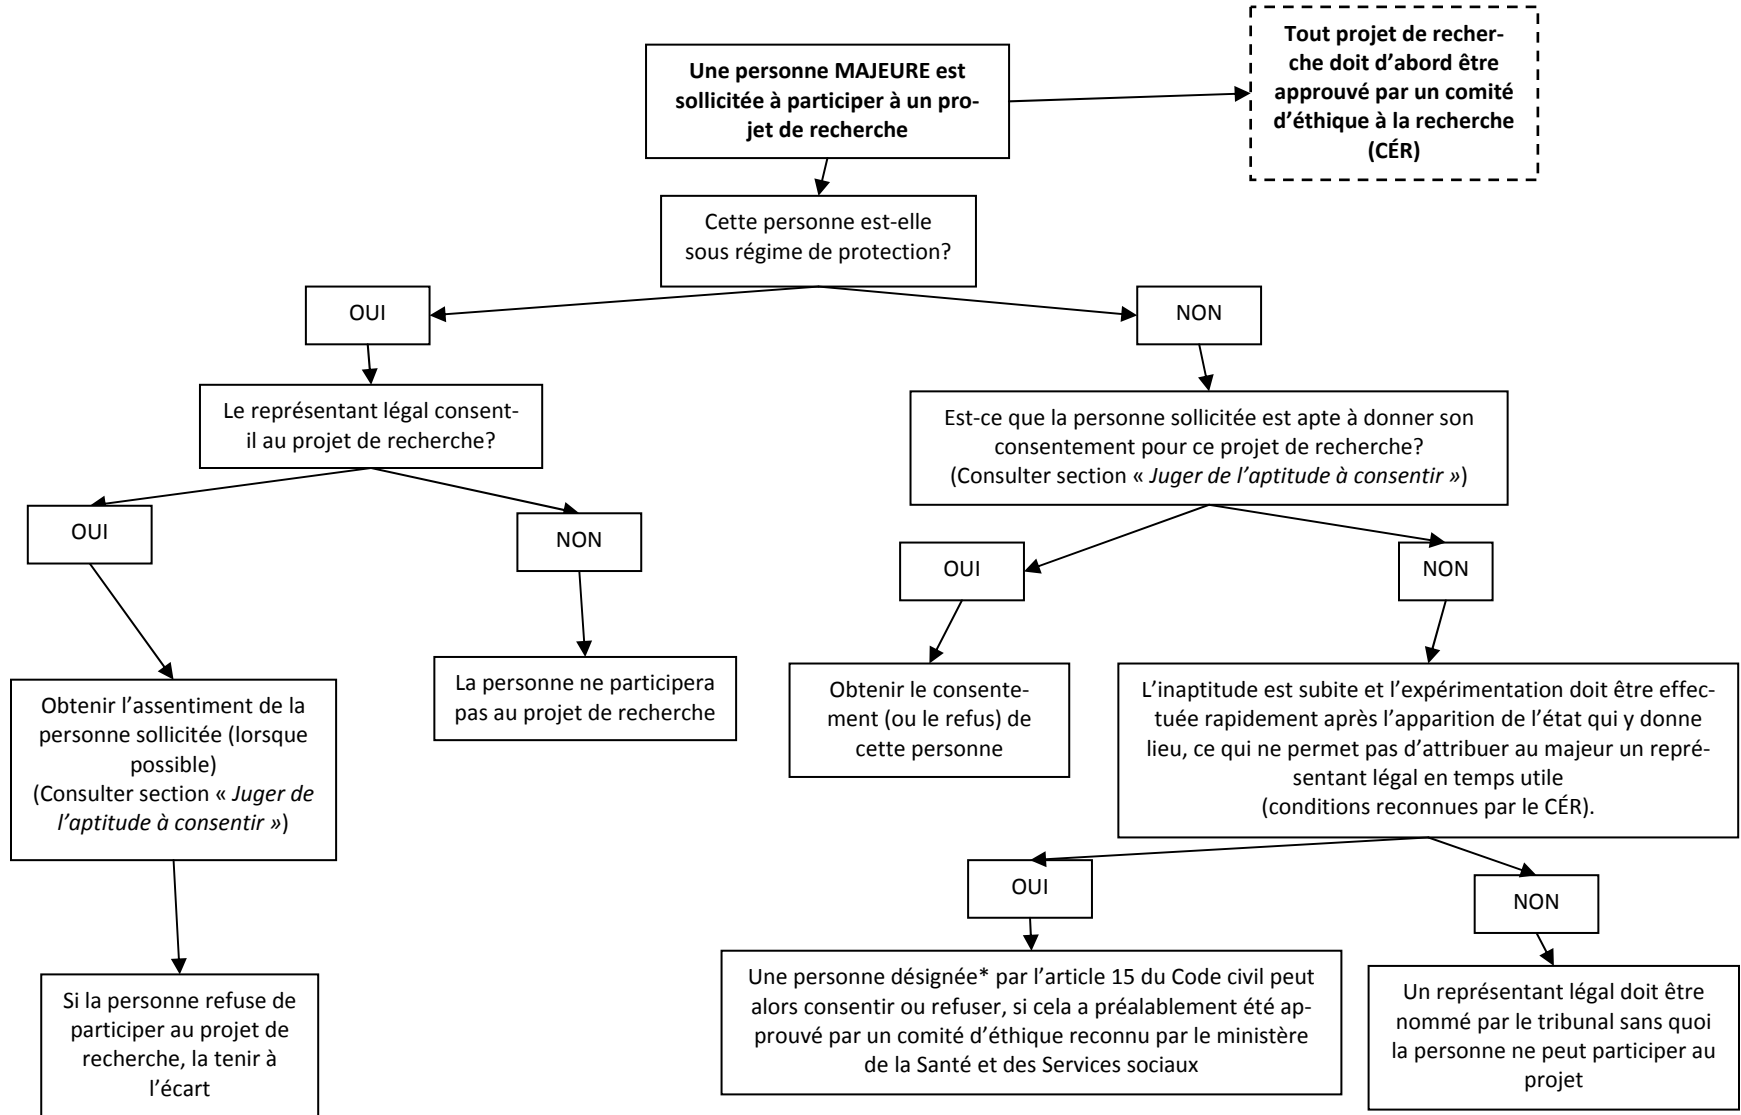 Une personne MAJEURE est
sollicitée à participer à un pro-
jet de recherche
Tout projet de recher-
che doit d'abord être
approuvé par un comité
d'éthique à la recherche
(CÉR)
Cette personne est-elle
sous régime de protection?
OUI
NON
Le représentant légal consent-
il au projet de recherche?
Est-ce que la personne sollicitée est apte à donner son
consentement pour ce projet de recherche?
(Consulter section « Juger de l'aptitude à consentir »)
OUI
NON
OUI
NON
Obtenir l'assentiment de la
personne sollicitée (lorsque
possible)
(Consulter section « Juger de
l'aptitude à consentir »)
La personne ne participera
pas au projet de recherche
Obtenir le consente-
ment (ou le refus) de
cette personne
L'inaptitude est subite et l'expérimentation doit être effec-
tuée rapidement après l'apparition de l'état qui y donne
lieu, ce qui ne permet pas d'attribuer au majeur un repré-
sentant légal en temps utile
(conditions reconnues par le CÉR).
OUI
NON
Si la personne refuse de
participer au projet de
recherche, la tenir à
l'écart
Une personne désignée* par l'article 15 du Code civil peut
alors consentir ou refuser, si cela a préalablement été ap-
prouvé par un comité d'éthique reconnu par le ministère
de la Santé et des Services sociaux
Un représentant légal doit être
nommé par le tribunal sans quoi
la personne ne peut participer au
projet